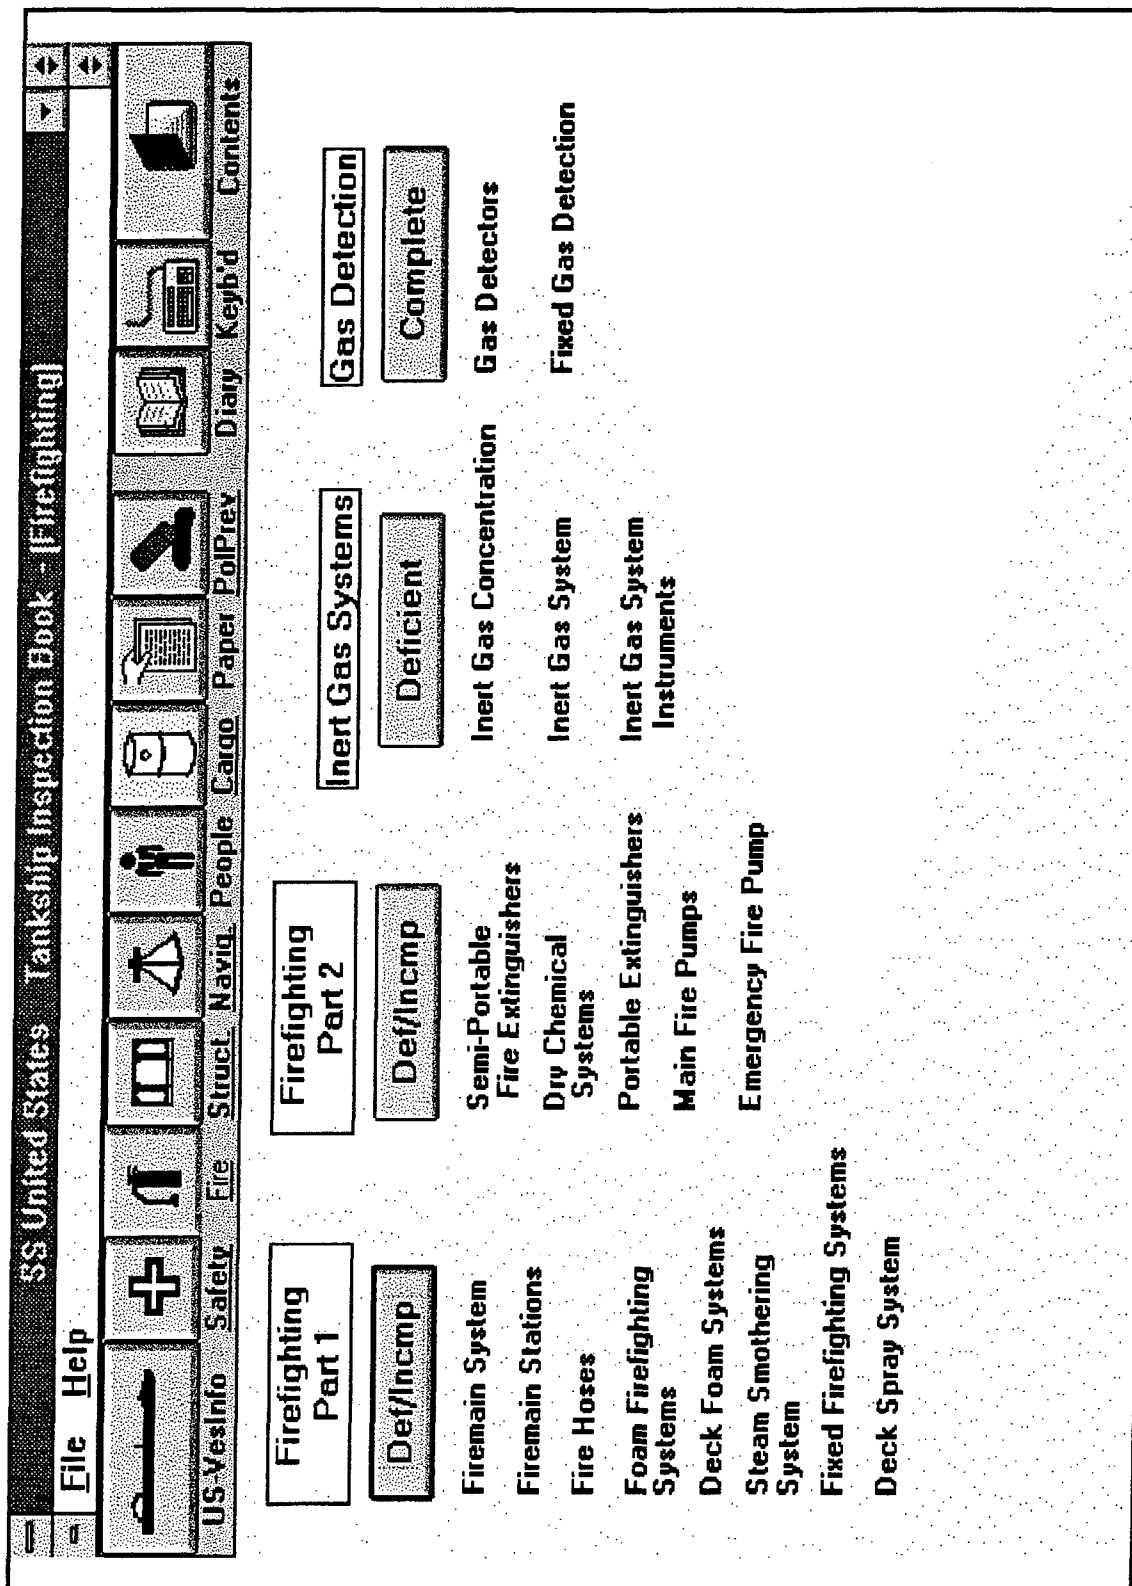 SS United States Tankship Inspection Book - [Firefighting]
File Help
US-VesInfo Safety Fire Struct. Navig. People Cargo Paper PolPrev Diary Keyb'd Contents
Firefighting
Part 1
Def/Incmp
Firemain System
Firemain Stations
Fire Hoses
Foam Firefighting
Systems
Deck Foam Systems
Steam Smothering
System
Fixed Firefighting Systems
Deck Spray System
Firefighting
Part 2
Def/Incmp
Semi-Portable
Fire Extinguishers
Dry Chemical
Systems
Portable Extinguishers
Main Fire Pumps
Emergency Fire Pump
Inert Gas Systems
Deficient
Inert Gas Concentration
Inert Gas System
Inert Gas System
Instruments
Gas Detection
Complete
Gas Detectors
Fixed Gas Detection